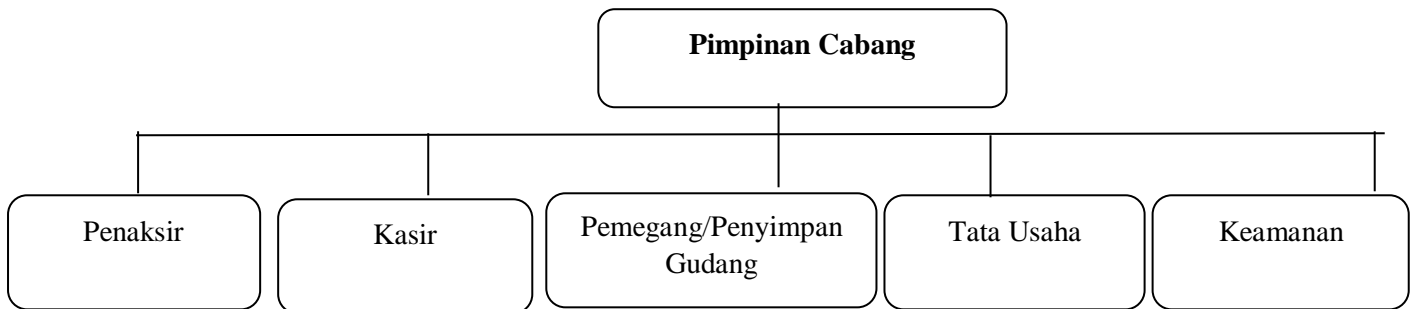 Pimpinan Cabang
Penaksir
Kasir
Pemegang/Penyimpan
Gudang
Tata Usaha
Keamanan